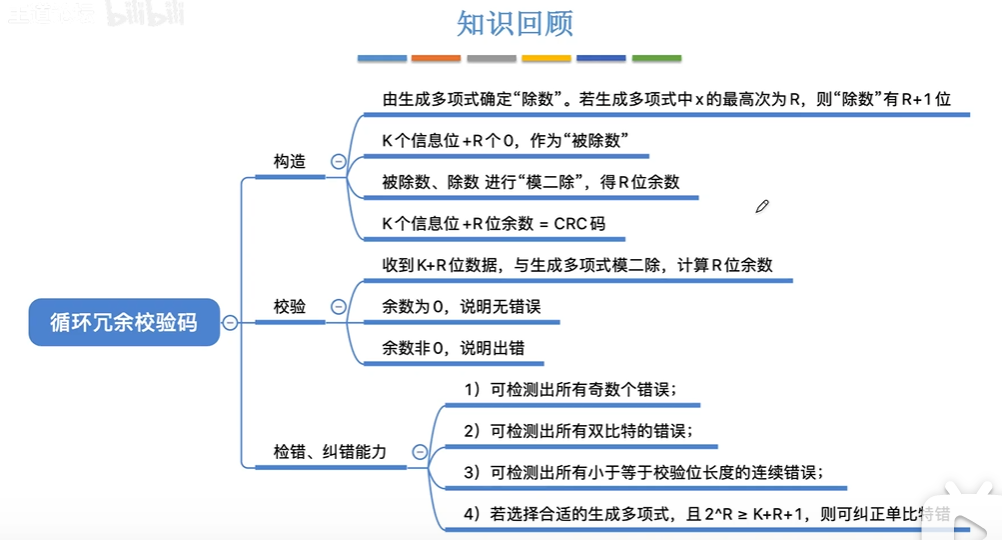 bilibili
知识回顾
循环冗余校验码
构造
由生成多项式确定“除数”。若生成多项式中x的最高次为R，则“除数”有R+1位
K个信息位+R个0，作为“被除数”
被除数、除数 进行“模二除”，得R位余数
K个信息位+R位余数 = CRC码
校验
收到K+R位数据，与生成多项式模二除，计算R位余数
余数为0，说明无错误
余数非0，说明出错
检错、纠错能力
1）可检测出所有奇数个错误；
2）可检测出所有双比特的错误；
3）可检测出所有小于等于校验位长度的连续错误；
4）若选择合适的生成多项式，且2^R ≥ K+R+1，则可纠正单比特错